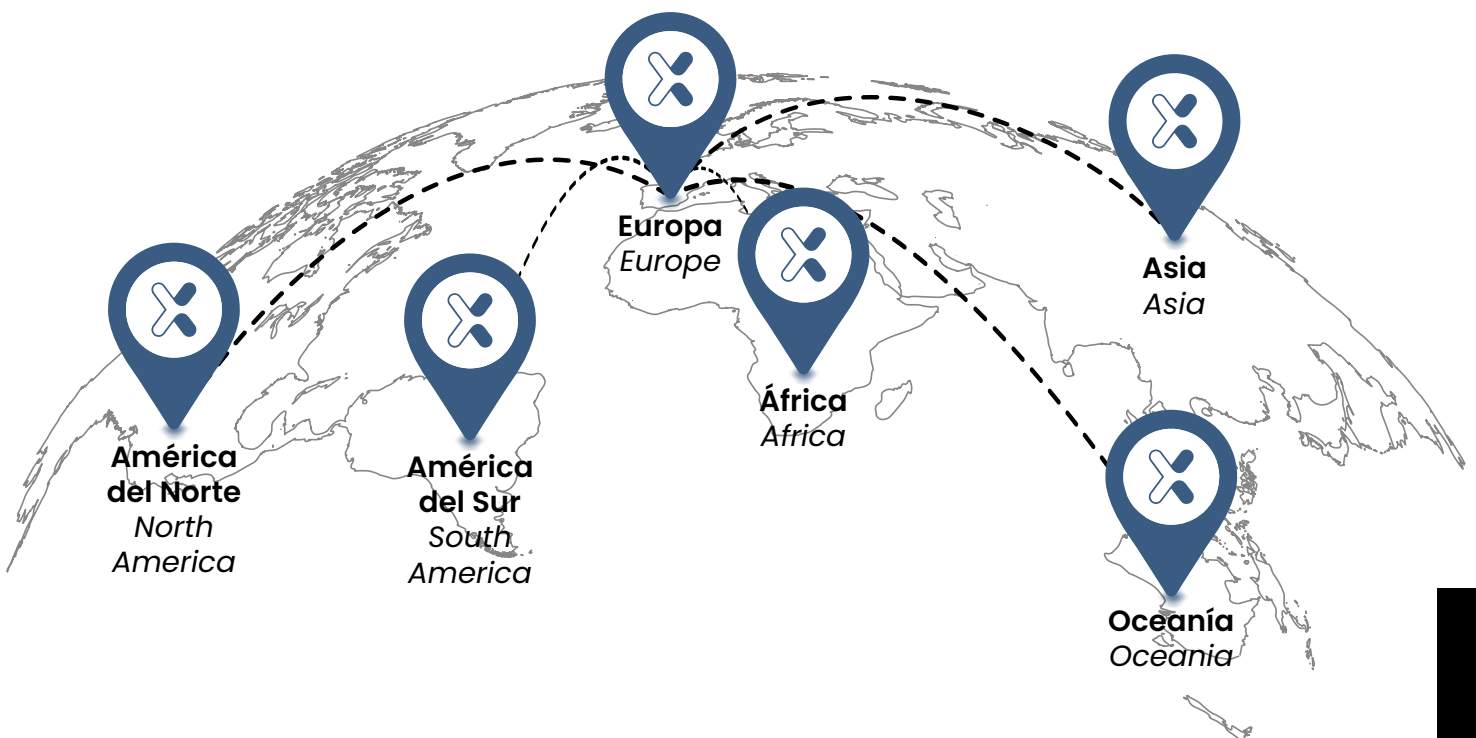 Europa
Europe
Asia
Asia
África
Africa
América
del Norte
North
America
América
del Sur
South
America
Oceanía
Oceania